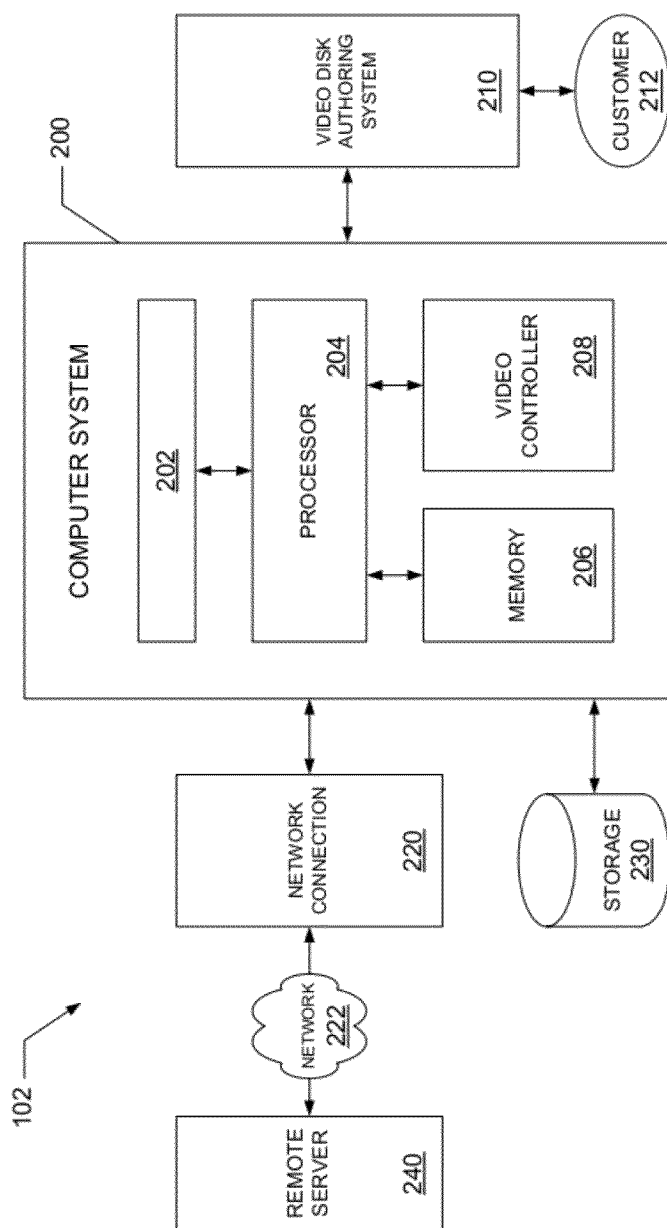 102
200
REMOTE
SERVER
240
NETWORK
222
NETWORK
CONNECTION
220
STORAGE
230
COMPUTER SYSTEM
202
PROCESSOR
204
MEMORY
206
VIDEO
CONTROLLER
208
VIDEO DISK
AUTHORING
SYSTEM
210
CUSTOMER
212